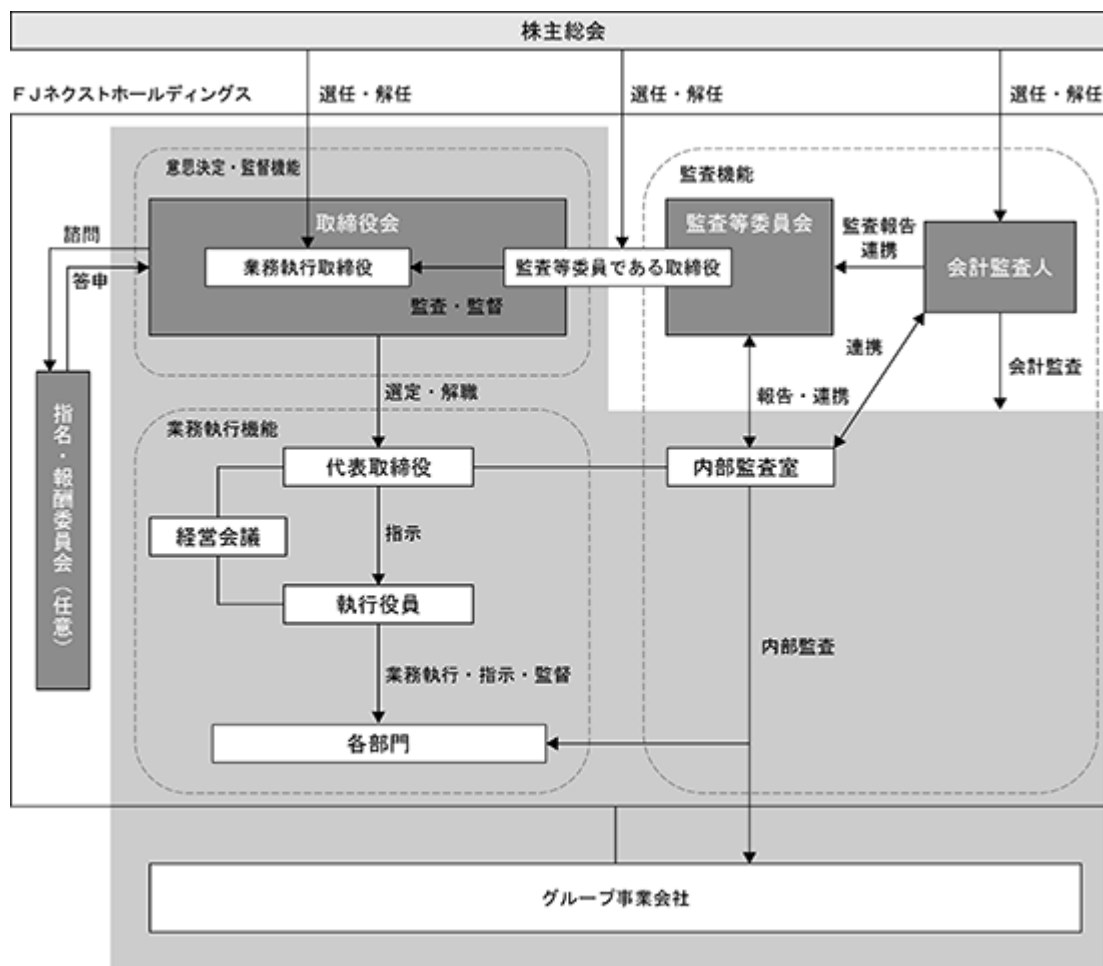 株主総会
FJネクストホールディングス
選任・解任
選任・解任
選任・解任
意思決定・監督機能
監査機能
取締役会
監査等委員会
監査報告
連携
諮問
答申
業務執行取締役
監査等委員である取締役
会計監査人
監査・監督
連携
会計監査
選定・解職
報告・連携
指名・報酬委員会(任意)
業務執行機能
代表取締役
内部監査室
経営会議
指示
執行役員
内部監査
業務執行・指示・監督
各部門
グループ事業会社